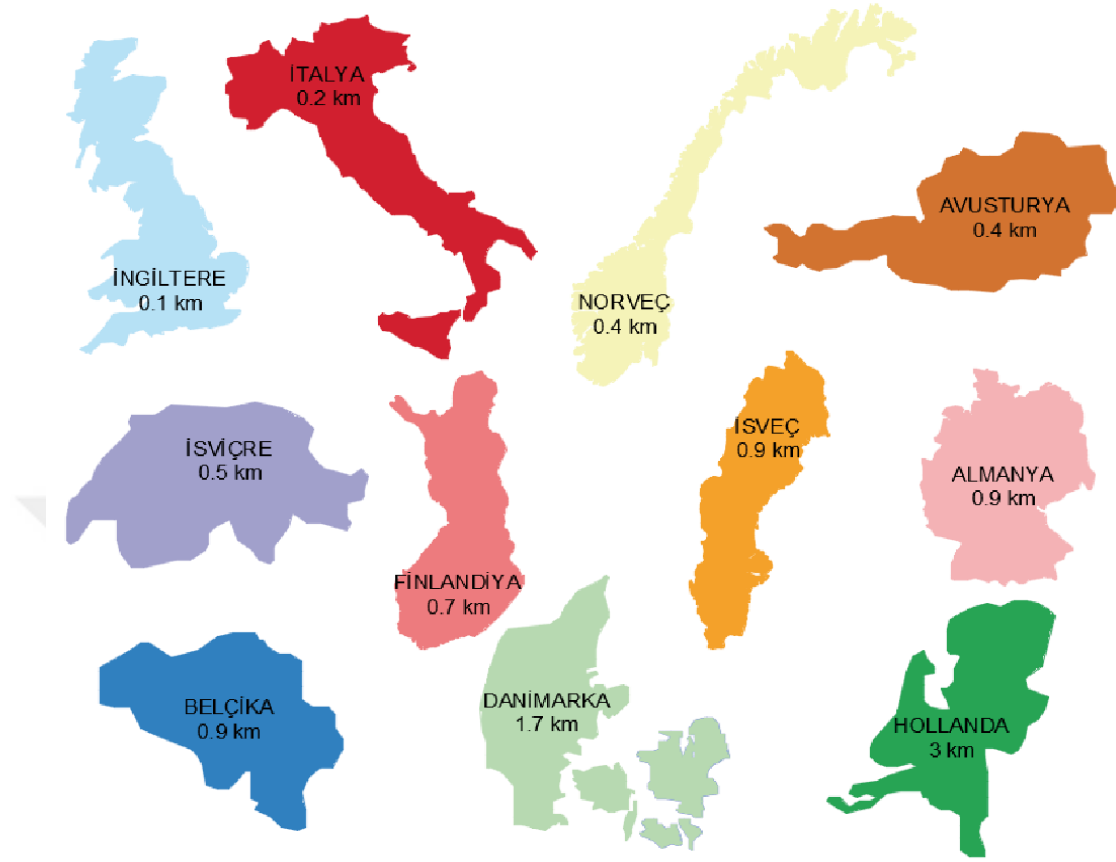 İTALYA
0.2 km
İNGİLTERE
0.1 km
NORVEÇ
0.4 km
AVUSTURYA
0.4 km
İSVİÇRE
0.5 km
FİNLANDİYA
0.7 km
İSVEÇ
0.9 km
ALMANYA
0.9 km
BELÇİKA
0.9 km
DANİMARKA
1.7 km
HOLLANDA
3 km